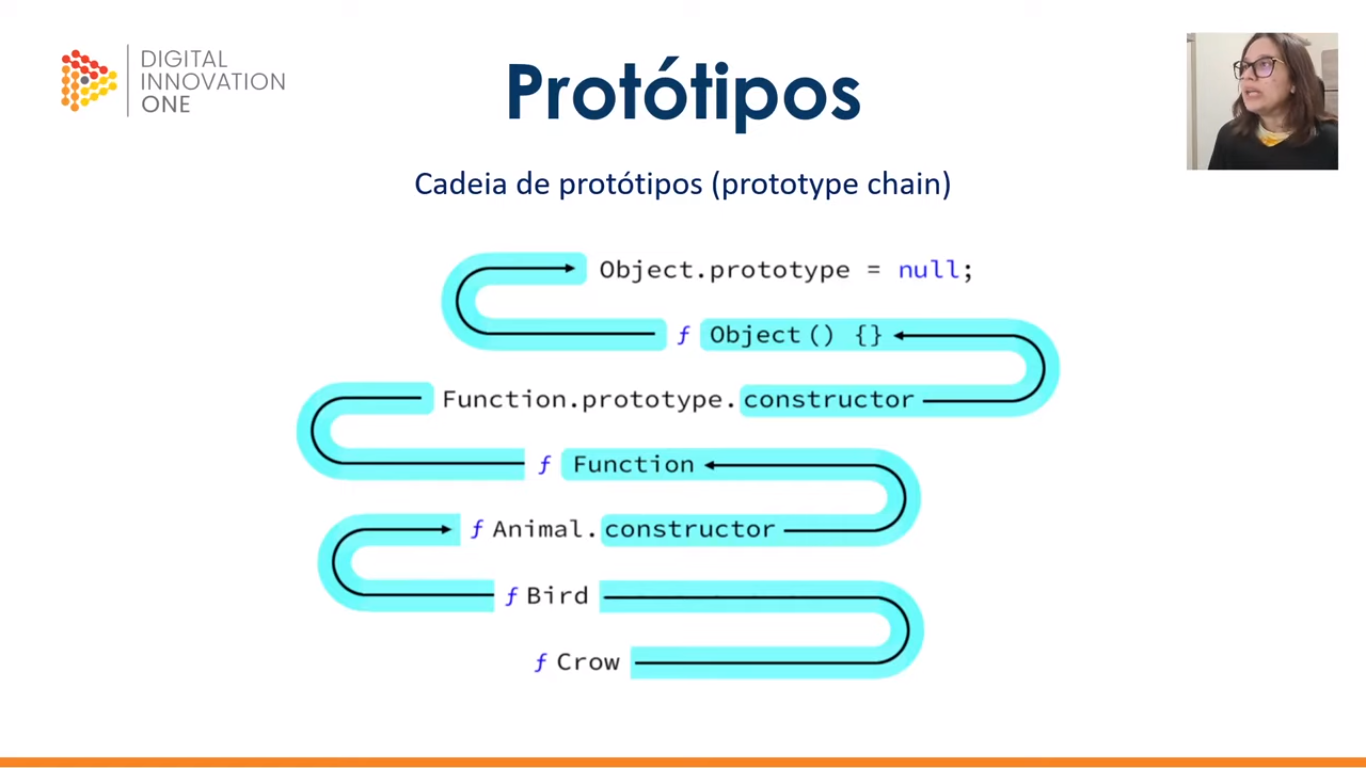 DIGITAL
INNOVATION
ONE
Protótipos
Cadeia de protótipos (prototype chain)
Object.prototype = null;
ƒ Object() {}
Function.prototype.constructor
ƒ Function
ƒ Animal.constructor
ƒ Bird
ƒ Crow